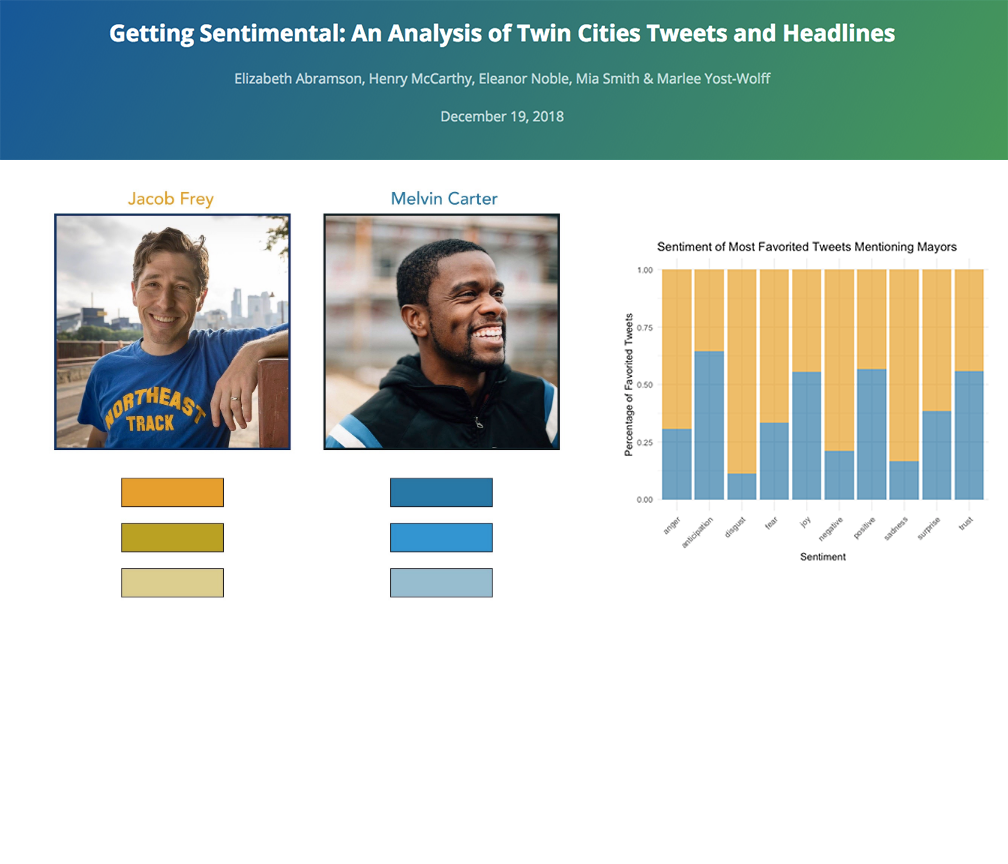 Getting Sentimental: An Analysis of Twin Cities Tweets and Headlines
Elizabeth Abramson, Henry McCarthy, Eleanor Noble, Mia Smith & Marlee Yost-Wolff
December 19, 2018
Jacob Frey
Melvin Carter
NORTHEAST
TRACK
Sentiment of Most Favorited Tweets Mentioning Mayors
Percentage of Favorited Tweets
1.00
0.75
0.50
0.25
0.00
anger
anticipation
disgust
fear
joy
negative
positive
sadness
surprise
trust
Sentiment